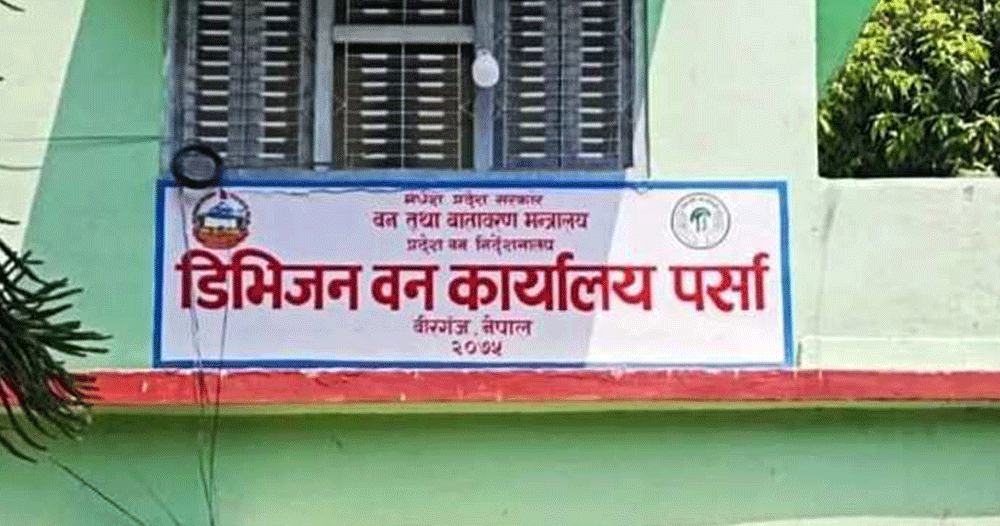 मधेश प्रदेश सरकार
वन तथा वातावरण मन्त्रालय
प्रदेश वन निर्देशनालय
डिभिजन वन कार्यालय पर्सा
वीरगंज, नेपाल
२०७५